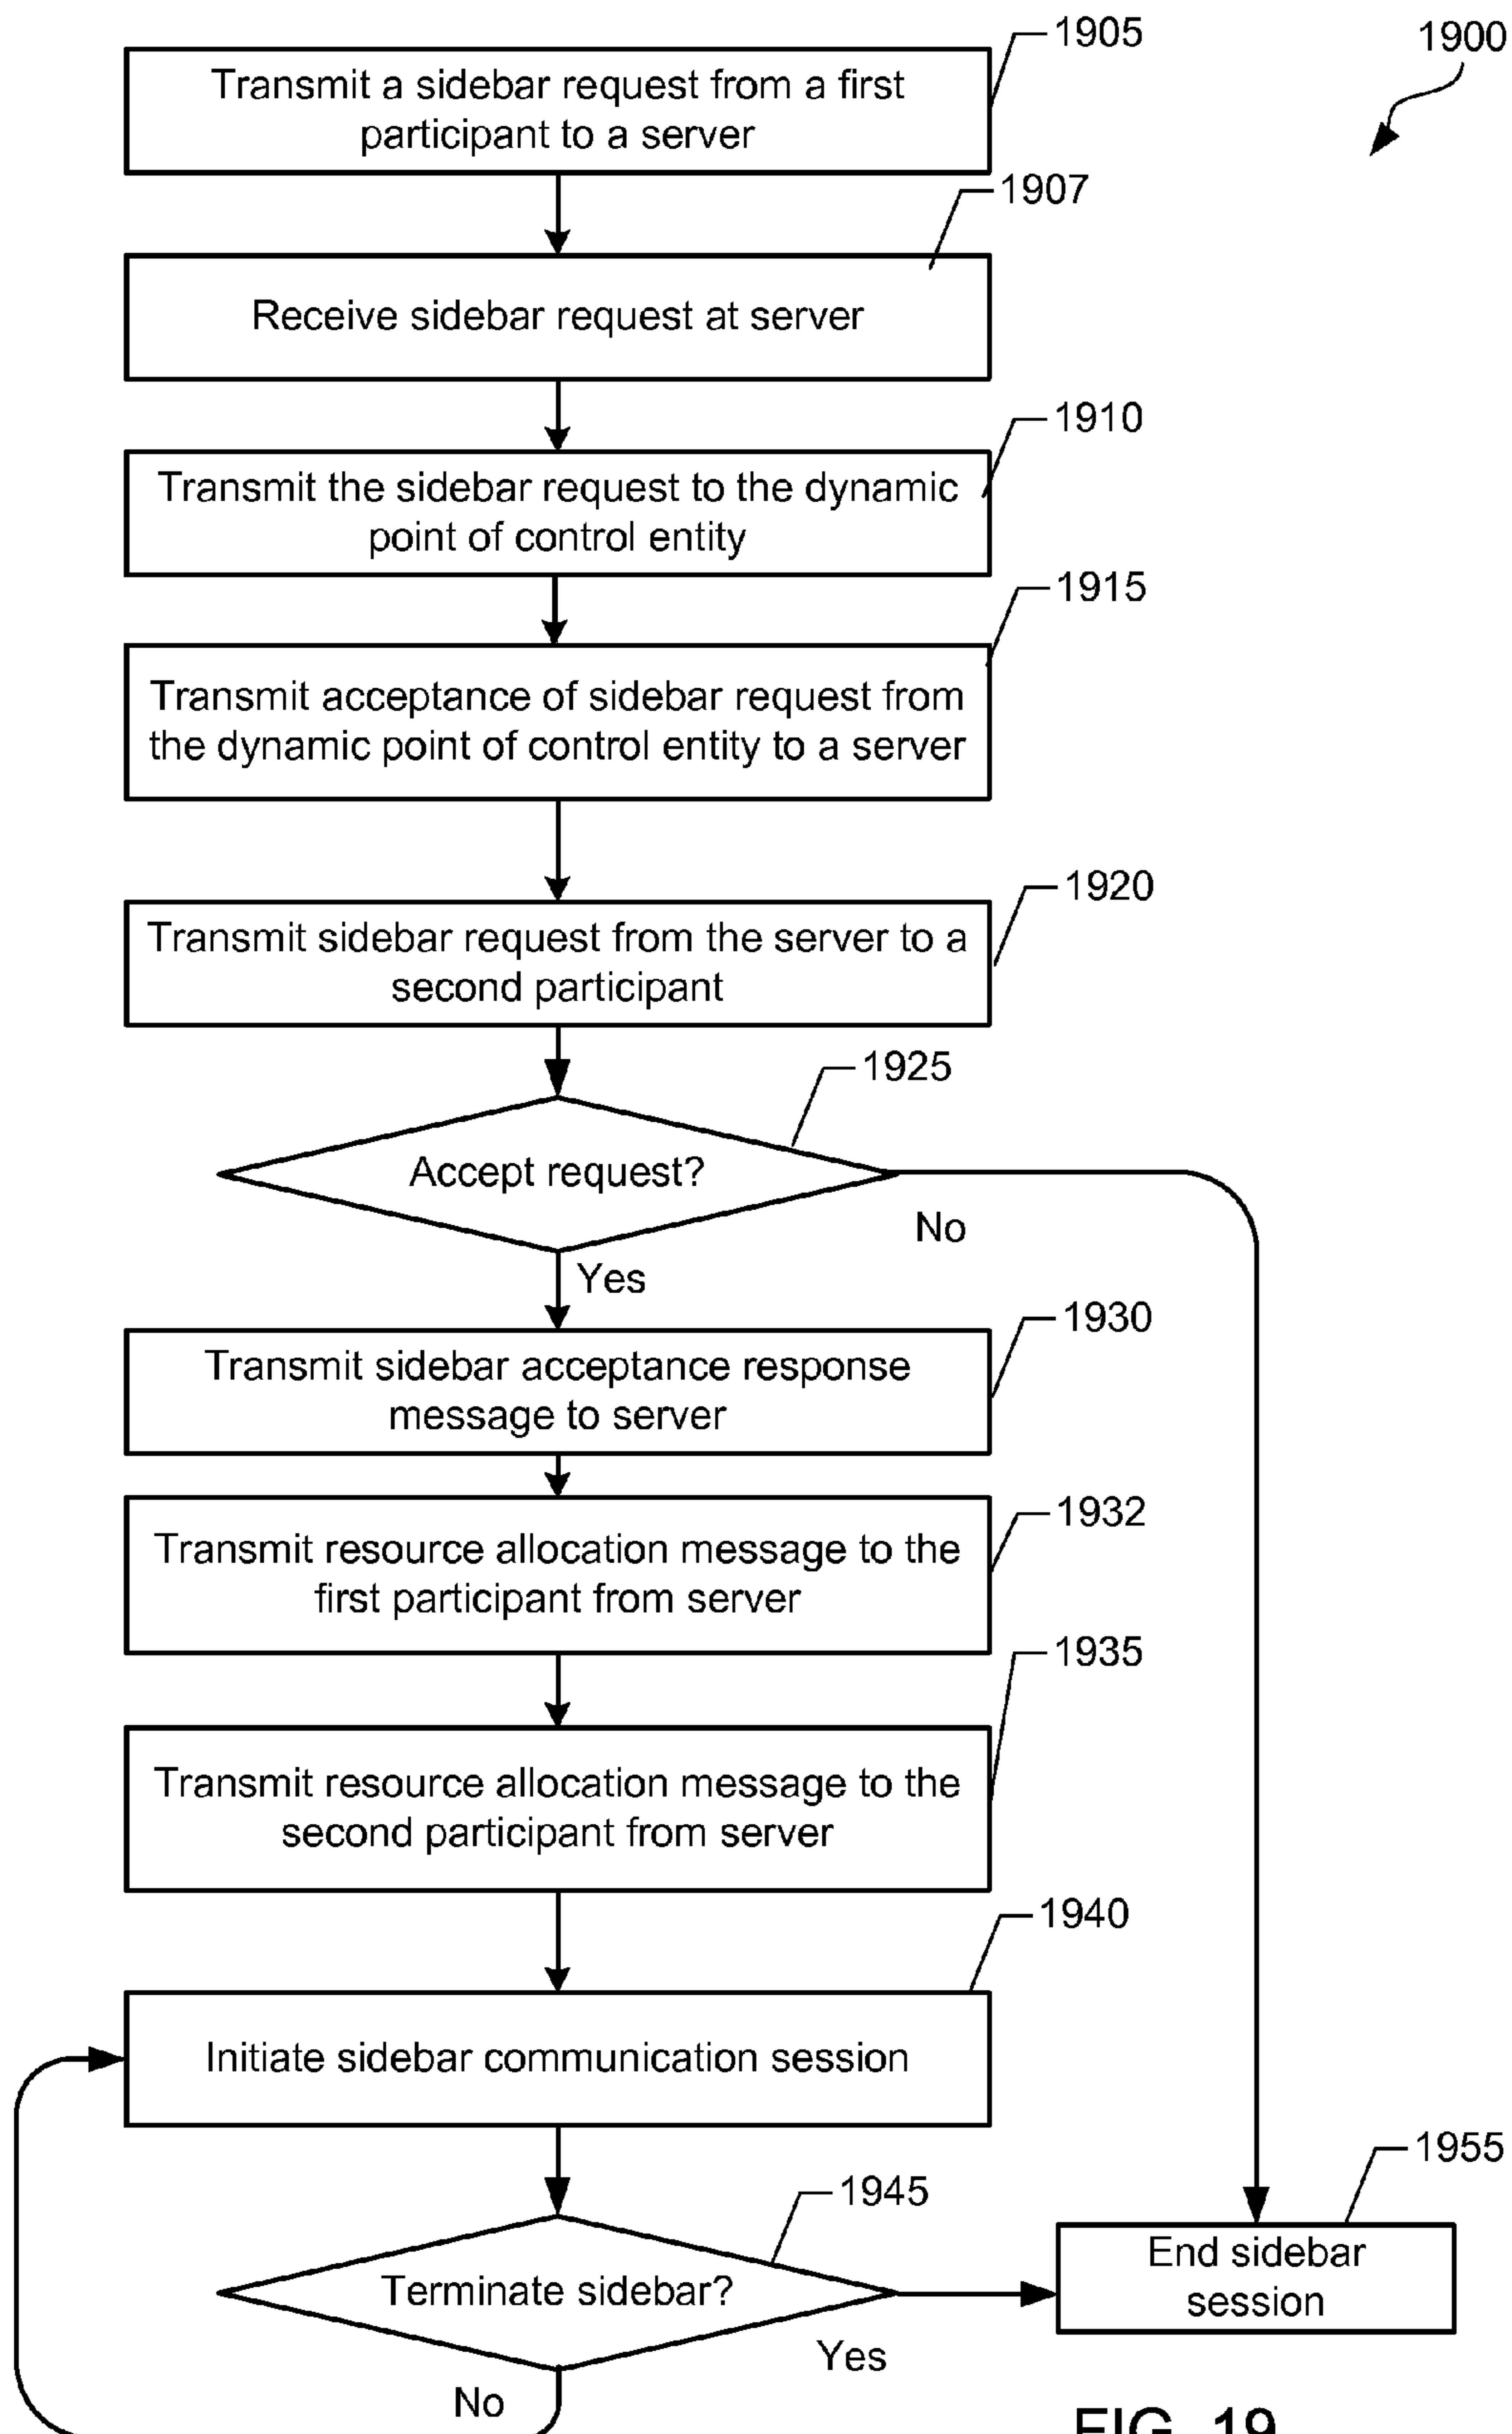 1905
1900
Transmit a sidebar request from a first
participant to a server
1907
Receive sidebar request at server
1910
Transmit the sidebar request to the dynamic
point of control entity
1915
Transmit acceptance of sidebar request from
the dynamic point of control entity to a server
1920
Transmit sidebar request from the server to a
second participant
1925
Accept request?
No
Yes
1930
Transmit sidebar acceptance response
message to server
1932
Transmit resource allocation message to the
first participant from server
1935
Transmit resource allocation message to the
second participant from server
1940
Initiate sidebar communication session
1955
1945
End sidebar
session
Terminate sidebar?
Yes
No
FIG. 19